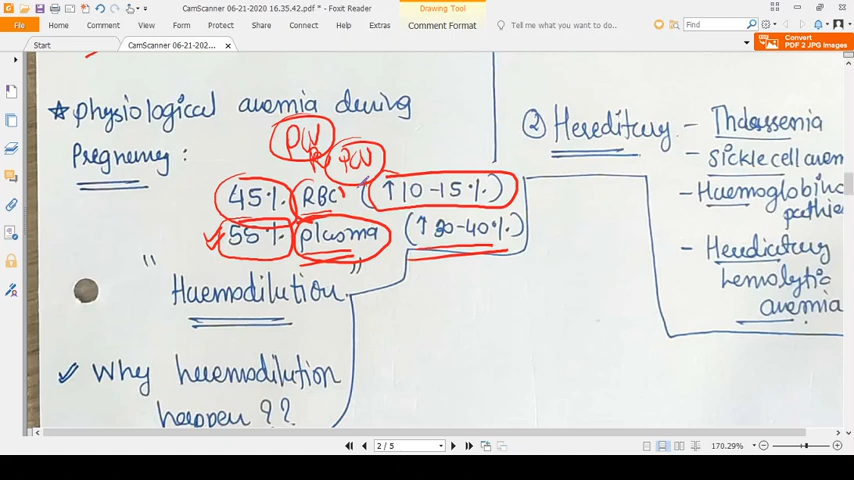 CamScanner 06-21-2020 16.35.42.pdf * - Foxit Reader
Drawing Tool
File
Home
Comment
View
Form
Protect
Share
Connect
Help
Extras
Comment Format
Tell me what you want to do...
Find
Start
CamScanner 06-21-202...
Convert
PDF 2 JPG Images
★ physiological anemia during
Pregnancy :
PCV
PCV
45% RBC (↑10-15%)
55% plasma (↑30-40%)
" Haemodilution "
✓ Why haemodilution
happen ??
② Hereditary - Thalassemia
- Sickle cell anem
- Haemoglobino
pathies
- Hereditary
hemolytic
anemia
2 / 5
170.29%